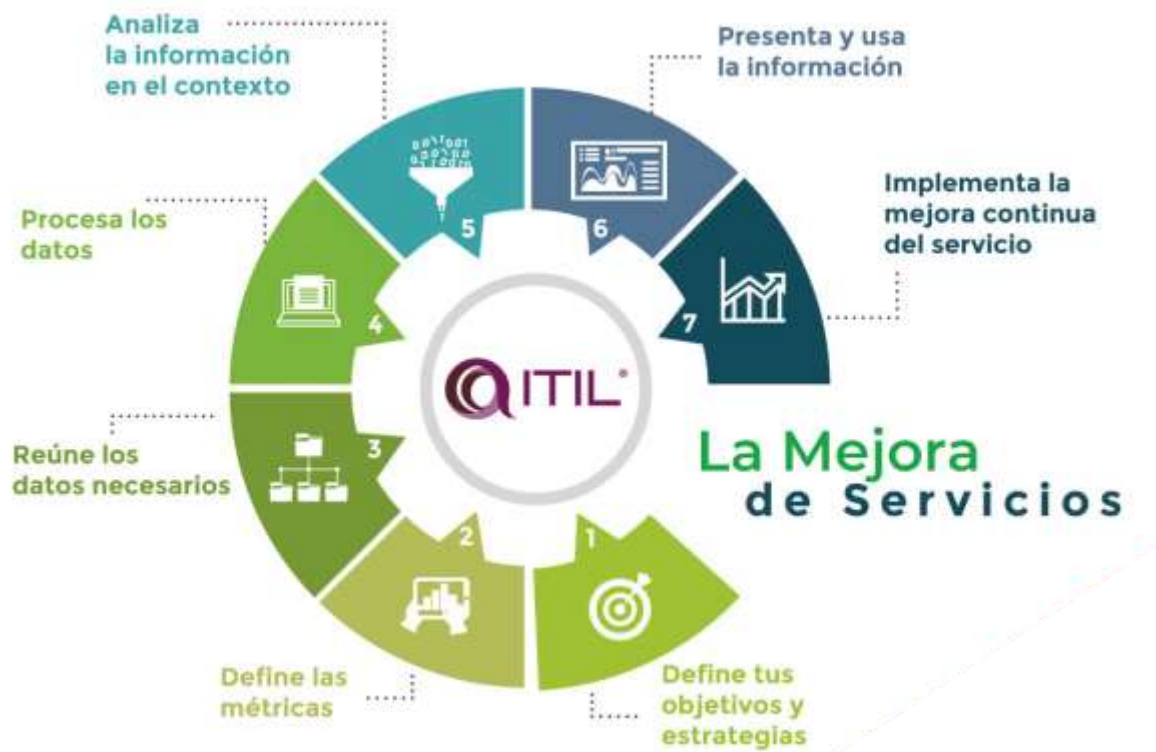 Analiza
la información
en el contexto
Presenta y usa
la información
Procesa los
datos
Implementa la
mejora continua
del servicio
5
6
4
7
ITIL®
Reúne los
datos necesarios
3
La Mejora
de Servicios
2
1
Define las
métricas
Define tus
objetivos y
estrategias